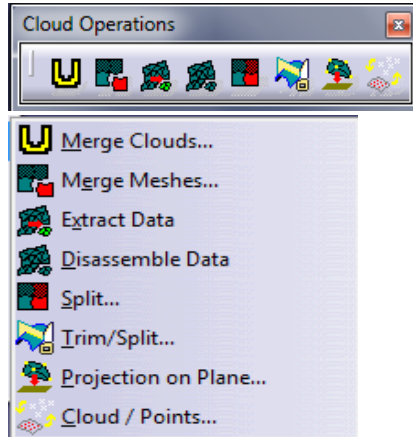 Cloud Operations
Merge Clouds...
Merge Meshes...
Extract Data
Disassemble Data
Split...
Trim/Split...
Projection on Plane...
Cloud / Points...